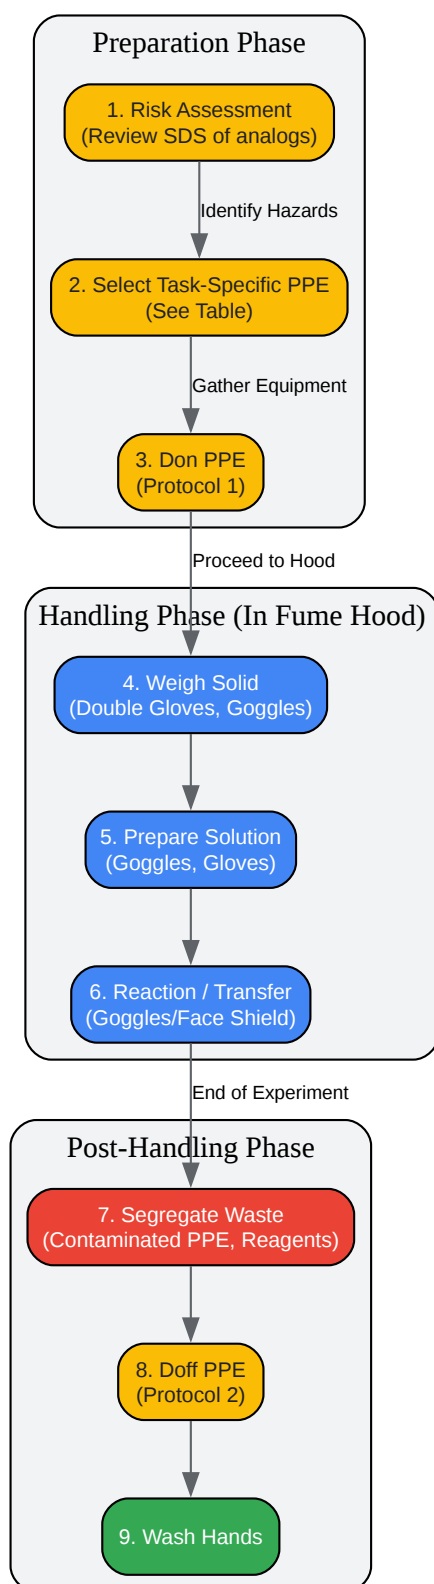 Preparation Phase
1. Risk Assessment
(Review SDS of analogs)
Identify Hazards
2. Select Task-Specific PPE
(See Table)
Gather Equipment
3. Don PPE
(Protocol 1)
Proceed to Hood
Handling Phase (In Fume Hood)
4. Weigh Solid
(Double Gloves, Goggles)
5. Prepare Solution
(Goggles, Gloves)
6. Reaction / Transfer
(Goggles/Face Shield)
End of Experiment
Post-Handling Phase
7. Segregate Waste
(Contaminated PPE, Reagents)
8. Doff PPE
(Protocol 2)
9. Wash Hands